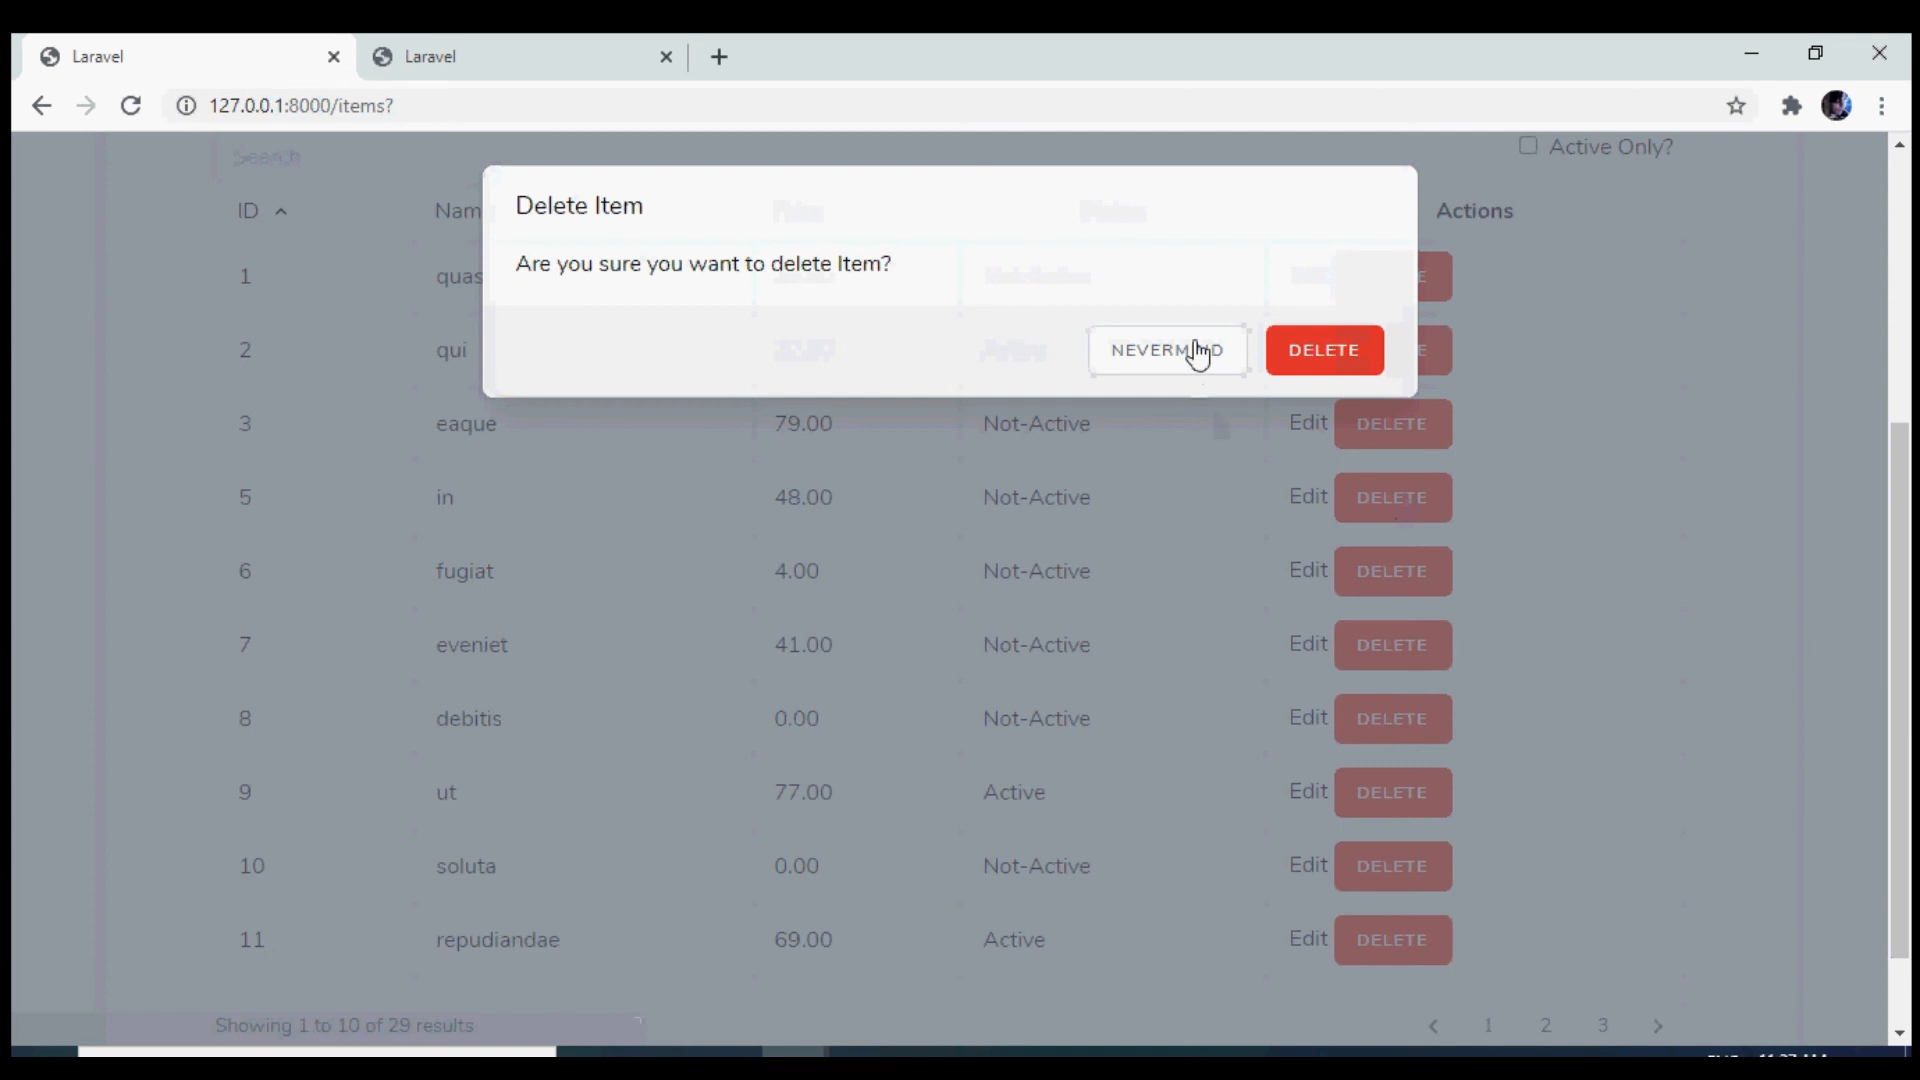 Laravel Laravel
127.0.0.1:8000/items?
Search Active Only?
ID Nam Actions
Delete Item
Are you sure you want to delete Item?
NEVERMIND DELETE
1 quas
2 qui
3 eaque 79.00 Not-Active Edit DELETE
5 in 48.00 Not-Active Edit DELETE
6 fugiat 4.00 Not-Active Edit DELETE
7 eveniet 41.00 Not-Active Edit DELETE
8 debitis 0.00 Not-Active Edit DELETE
9 ut 77.00 Active Edit DELETE
10 soluta 0.00 Not-Active Edit DELETE
11 repudiandae 69.00 Active Edit DELETE
Showing 1 to 10 of 29 results 1 2 3